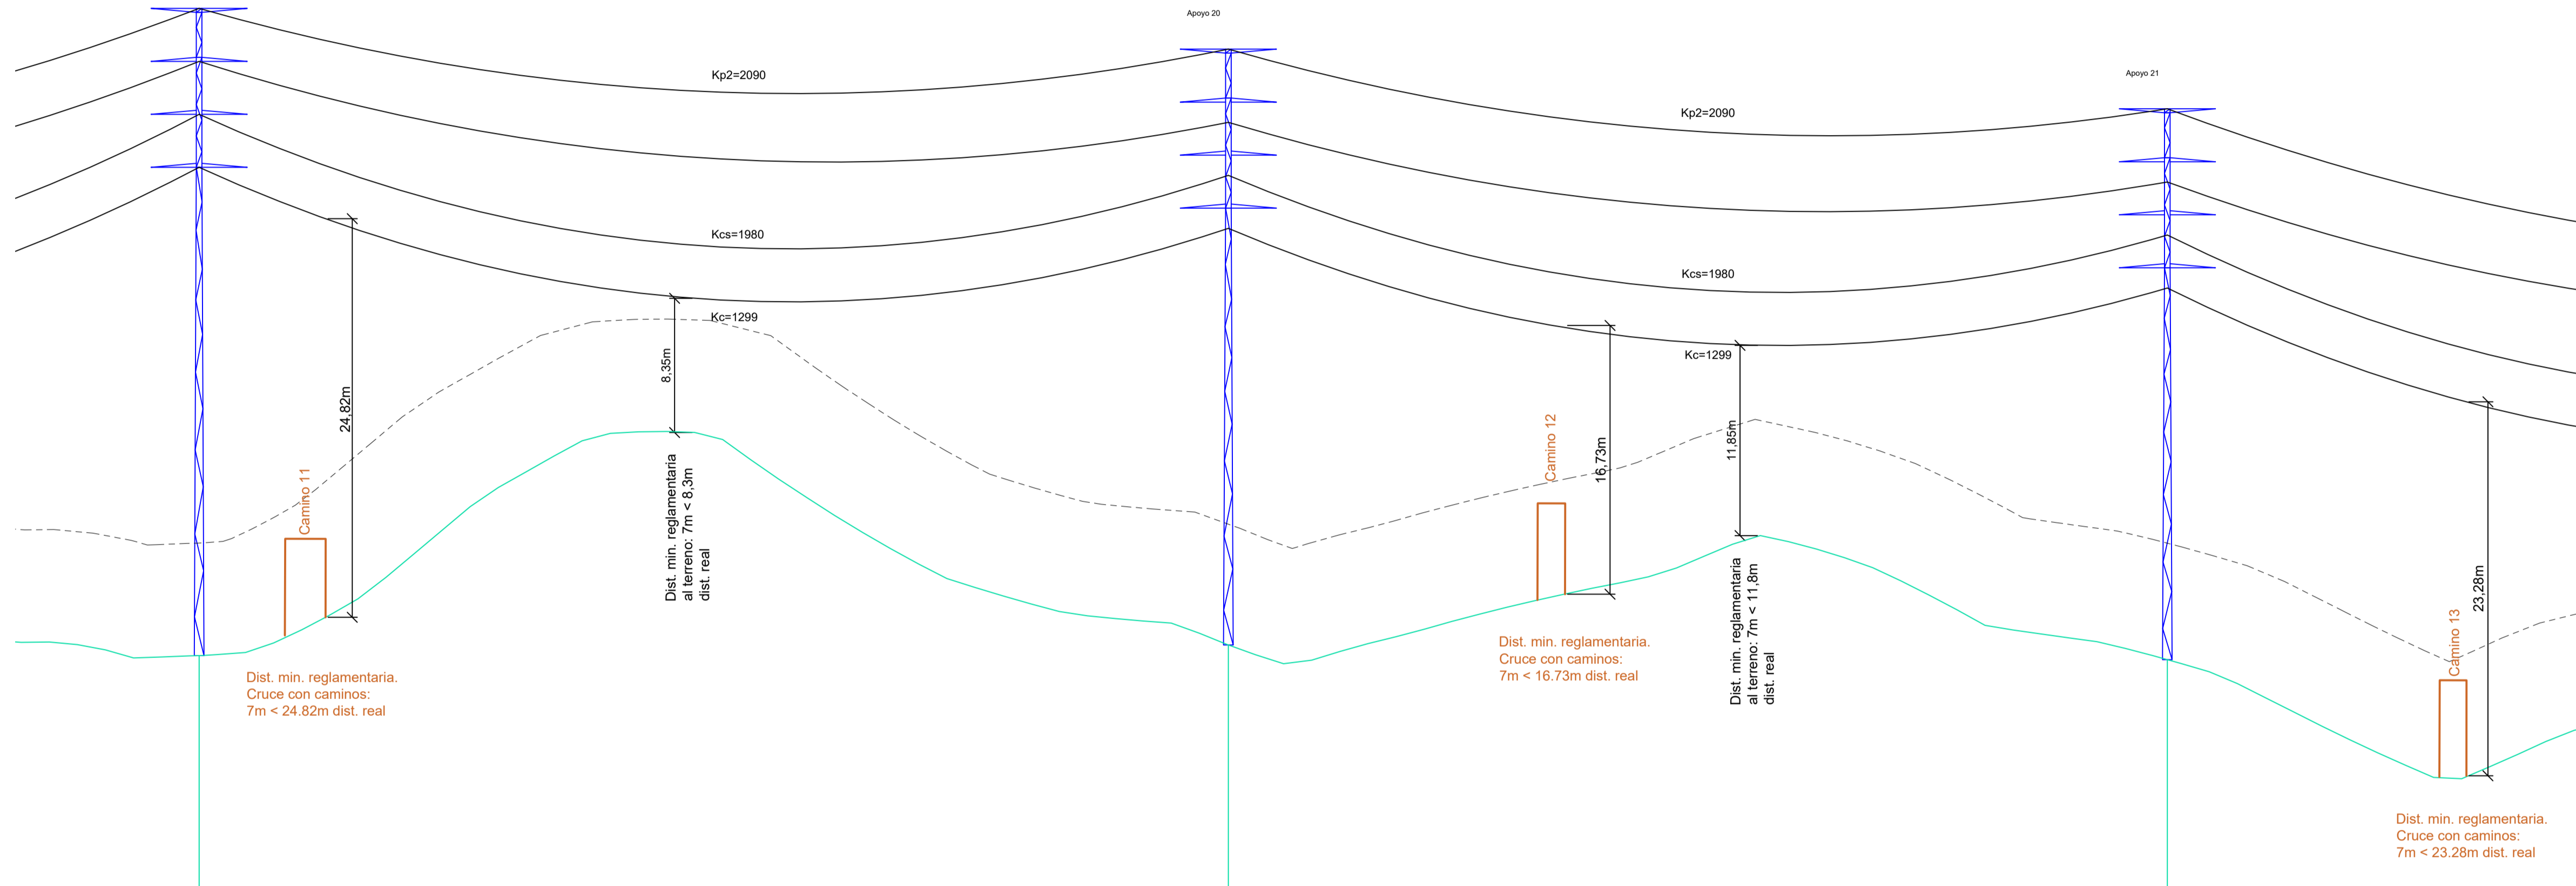 Apoyo 20
Apoyo 21
Kp2=2090
Kp2=2090
Kcs=1980
Kcs=1980
Kc=1299
Kc=1299
24,82m
8,35m
16,73m
11,85m
23,28m
Camino 11
Camino 12
Camino 13
Dist. min. reglamentaria
al terreno: 7m < 8,3m
dist. real
Dist. min. reglamentaria
al terreno: 7m < 11,8m
dist. real
Dist. min. reglamentaria.
Cruce con caminos:
7m < 24.82m dist. real
Dist. min. reglamentaria.
Cruce con caminos:
7m < 16.73m dist. real
Dist. min. reglamentaria.
Cruce con caminos:
7m < 23.28m dist. real